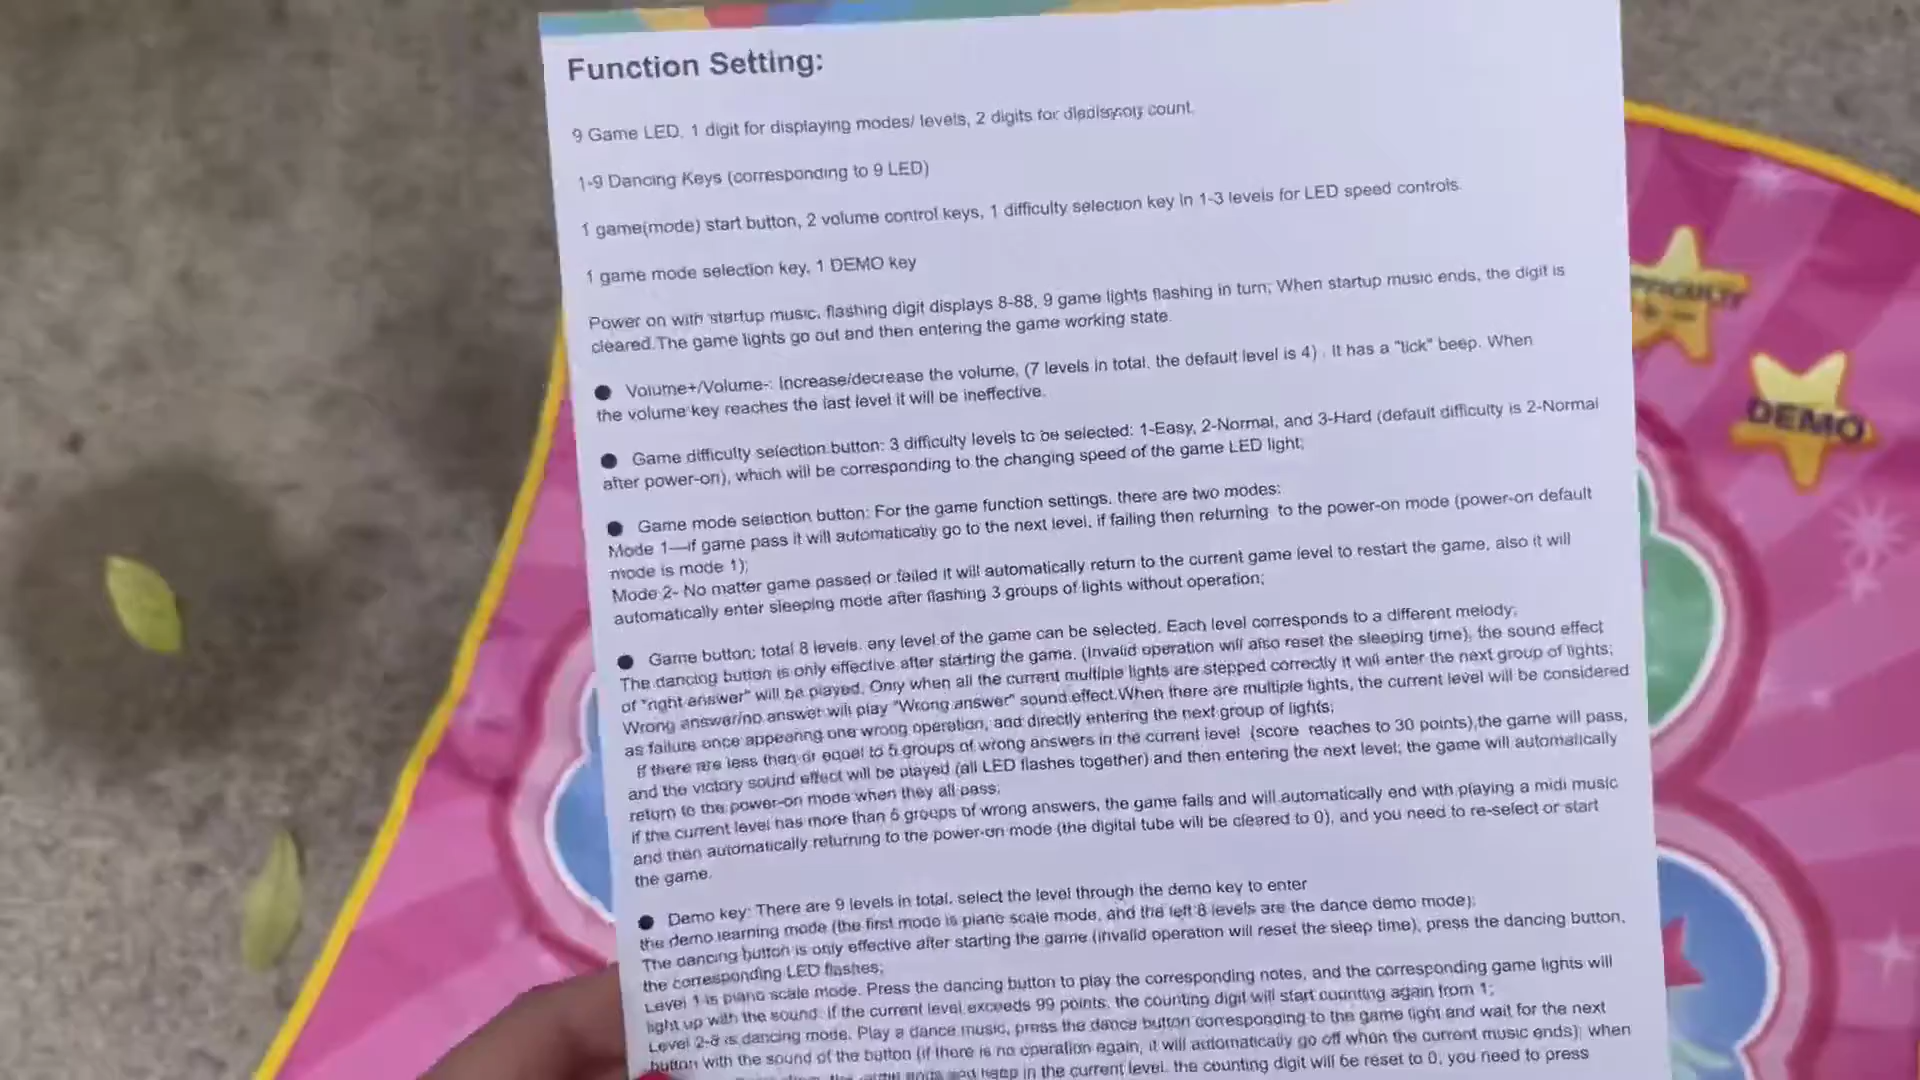 Function Setting:
9 Game LED, 1 digit for displaying modes/ levels, 2 digits for count.
1-9 Dancing Keys (corresponding to 9 LED)
1 game(mode) start button, 2 volume control keys, 1 difficulty selection key in 1-3 levels for LED speed controls.
1 game mode selection key, 1 DEMO key
Power on with startup music, flashing digit displays 8-88, 9 game lights flashing in turn; When startup music ends, the digit is
cleared.The game lights go out and then entering the game working state.
● Volume+/Volume-: Increase/decrease the volume, (7 levels in total, the default level is 4) . It has a "tick" beep. When
the volume key reaches the last level it will be ineffective.
● Game difficulty selection button: 3 difficulty levels to be selected: 1-Easy, 2-Normal, and 3-Hard (default difficulty is 2-Normal
after power-on), which will be corresponding to the changing speed of the game LED light;
● Game mode selection button: For the game function settings, there are two modes:
Mode 1—if game pass it will automatically go to the next level, if failing then returning to the power-on mode (power-on default
mode is mode 1);
Mode 2- No matter game passed or failed it will automatically return to the current game level to restart the game, also it will
automatically enter sleeping mode after flashing 3 groups of lights without operation;
● Game button: total 8 levels, any level of the game can be selected. Each level corresponds to a different melody;
The dancing button is only effective after starting the game. (Invalid operation will also reset the sleeping time), the sound effect
of "right answer" will be played. Only when all the current multiple lights are stepped correctly it will enter the next group of lights;
Wrong answer/no answer will play "Wrong answer" sound effect.When there are multiple lights, the current level will be considered
as failure once appearing one wrong operation, and directly entering the next group of lights;
If there are less than or equal to 5 groups of wrong answers in the current level (score reaches to 30 points),the game will pass,
and the victory sound effect will be played (all LED flashes together) and then entering the next level; the game will automatically
return to the power-on mode when they all pass;
if the current level has more than 5 groups of wrong answers, the game fails and will automatically end with playing a midi music
and then automatically returning to the power-on mode (the digital tube will be cleared to 0), and you need to re-select or start
the game.
● Demo key: There are 9 levels in total, select the level through the demo key to enter
the demo learning mode (the first mode is piano scale mode, and the left 8 levels are the dance demo mode);
The dancing button is only effective after starting the game (invalid operation will reset the sleep time), press the dancing button,
the corresponding LED flashes;
Level 1 is piano scale mode. Press the dancing button to play the corresponding notes, and the corresponding game lights will
light up with the sound. If the current level exceeds 99 points, the counting digit will start counting again from 1;
Level is dancing mode. Play a dance music, press the dance button corresponding to the game light and wait for the next
button with the sound of the button (if there is no operation again, it will automatically go off when the current music ends); when
in the current level, the counting digit will be reset to 0, you need to press
DEMO